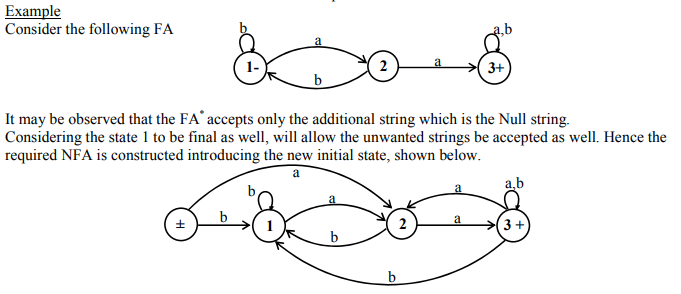 Example
Consider the following FA
b
a
a,b
1-
2
a
3+
b
It may be observed that the FA* accepts only the additional string which is the Null string.
Considering the state 1 to be final as well, will allow the unwanted strings be accepted as well. Hence the
required NFA is constructed introducing the new initial state, shown below.
a
b
a
a
a,b
±
b
1
2
a
3 +
b
b